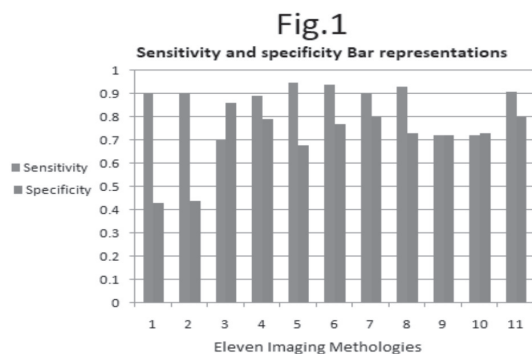 Fig.1
Sensitivity and specificity Bar representations
1
0.9
0.8
0.7
0.6
0.5
0.4
0.3
0.2
0.1
0
Sensitivity
Specificity
1 2 3 4 5 6 7 8 9 10 11
Eleven Imaging Methologies